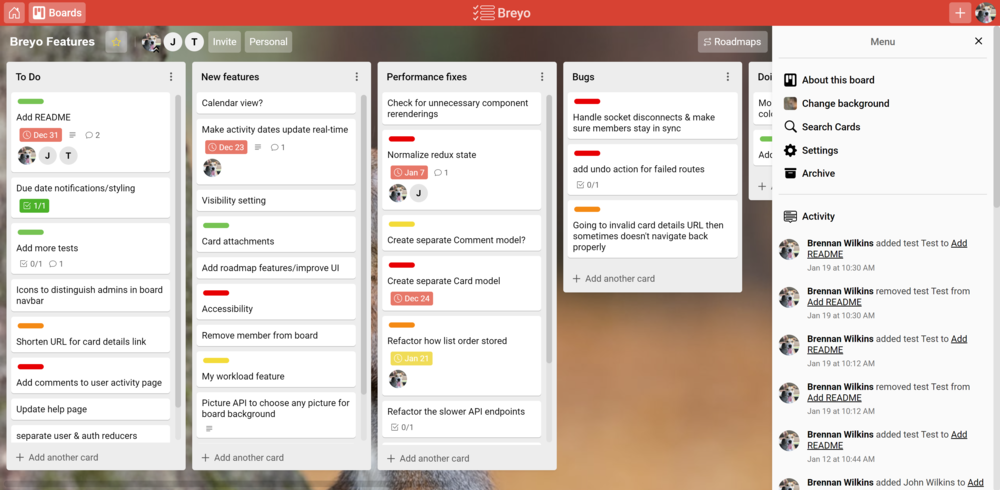 Boards
Breyo
Breyo Features
J
T
Invite
Personal
Roadmaps
To Do
Add README
Dec 31
2
J
T
Due date notifications/styling
1/1
Add more tests
0/1
1
Icons to distinguish admins in board
navbar
Shorten URL for card details link
Add comments to user activity page
Update help page
separate user & auth reducers
Add another card
New features
Calendar view?
Make activity dates update real-time
Dec 23
1
Visibility setting
Card attachments
Add roadmap features/improve UI
Accessibility
Remove member from board
My workload feature
Picture API to choose any picture for
board background
Add another card
Performance fixes
Check for unnecessary component
rerenderings
Normalize redux state
Jan 7
1
J
Create separate Comment model?
Create separate Card model
Dec 24
Refactor how list order stored
Jan 21
Refactor the slower API endpoints
0/1
Add another card
Bugs
Handle socket disconnects & make
sure members stay in sync
add undo action for failed routes
0/1
Going to invalid card details URL then
sometimes doesn't navigate back
properly
Add another card
Menu
About this board
Change background
Search Cards
Settings
Archive
Activity
Brennan Wilkins added test Test to Add
README
Jan 19 at 10:30 AM
Brennan Wilkins removed test Test from
Add README
Jan 19 at 10:30 AM
Brennan Wilkins added test Test to Add
README
Jan 19 at 10:12 AM
Brennan Wilkins removed test Test from
Add README
Jan 19 at 10:12 AM
Brennan Wilkins added test Test to Add
README
Jan 12 at 10:44 AM
Brennan Wilkins added John Wilkins to Add